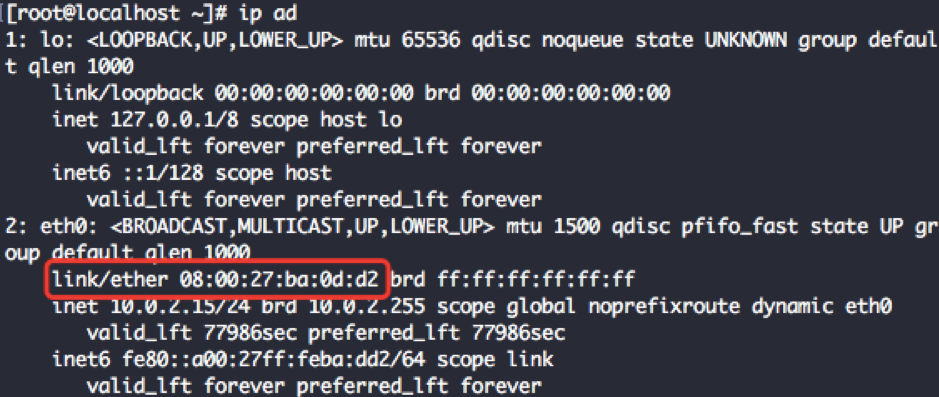 [[root@localhost ~]# ip ad
1: lo: <LOOPBACK,UP,LOWER_UP> mtu 65536 qdisc noqueue state UNKNOWN group defaul
t qlen 1000
link/loopback 00:00:00:00:00:00 brd 00:00:00:00:00:00
inet 127.0.0.1/8 scope host lo
valid_lft forever preferred_lft forever
inet6 ::1/128 scope host
valid_lft forever preferred_lft forever
2: eth0: <BROADCAST,MULTICAST,UP,LOWER_UP> mtu 1500 qdisc pfifo_fast state UP gr
oup default qlen 1000
link/ether 08:00:27:ba:0d:d2 brd ff:ff:ff:ff:ff:ff
inet 10.0.2.15/24 brd 10.0.2.255 scope global noprefixroute dynamic eth0
valid_lft 77986sec preferred_lft 77986sec
inet6 fe80::a00:27ff:feba:dd2/64 scope link
valid_lft forever preferred_lft forever